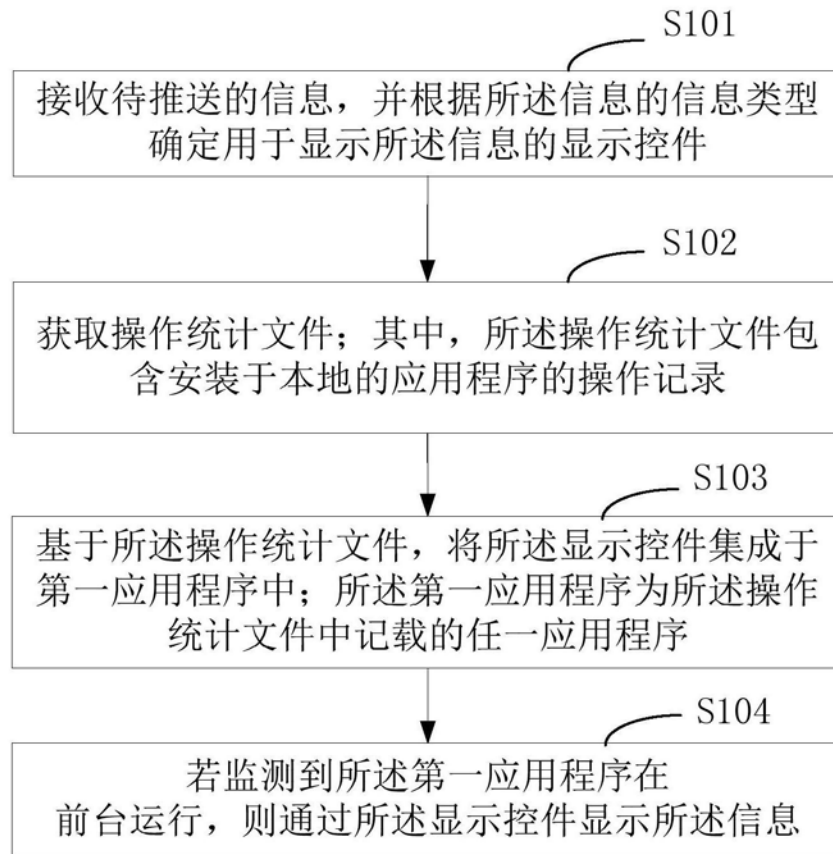 S101
接收待推送的信息，并根据所述信息的信息类型
确定用于显示所述信息的显示控件
S102
获取操作统计文件；其中，所述操作统计文件包
含安装于本地的应用程序的操作记录
S103
基于所述操作统计文件，将所述显示控件集成于
第一应用程序中；所述第一应用程序为所述操作
统计文件中记载的任一应用程序
S104
若监测到所述第一应用程序在
前台运行，则通过所述显示控件显示所述信息